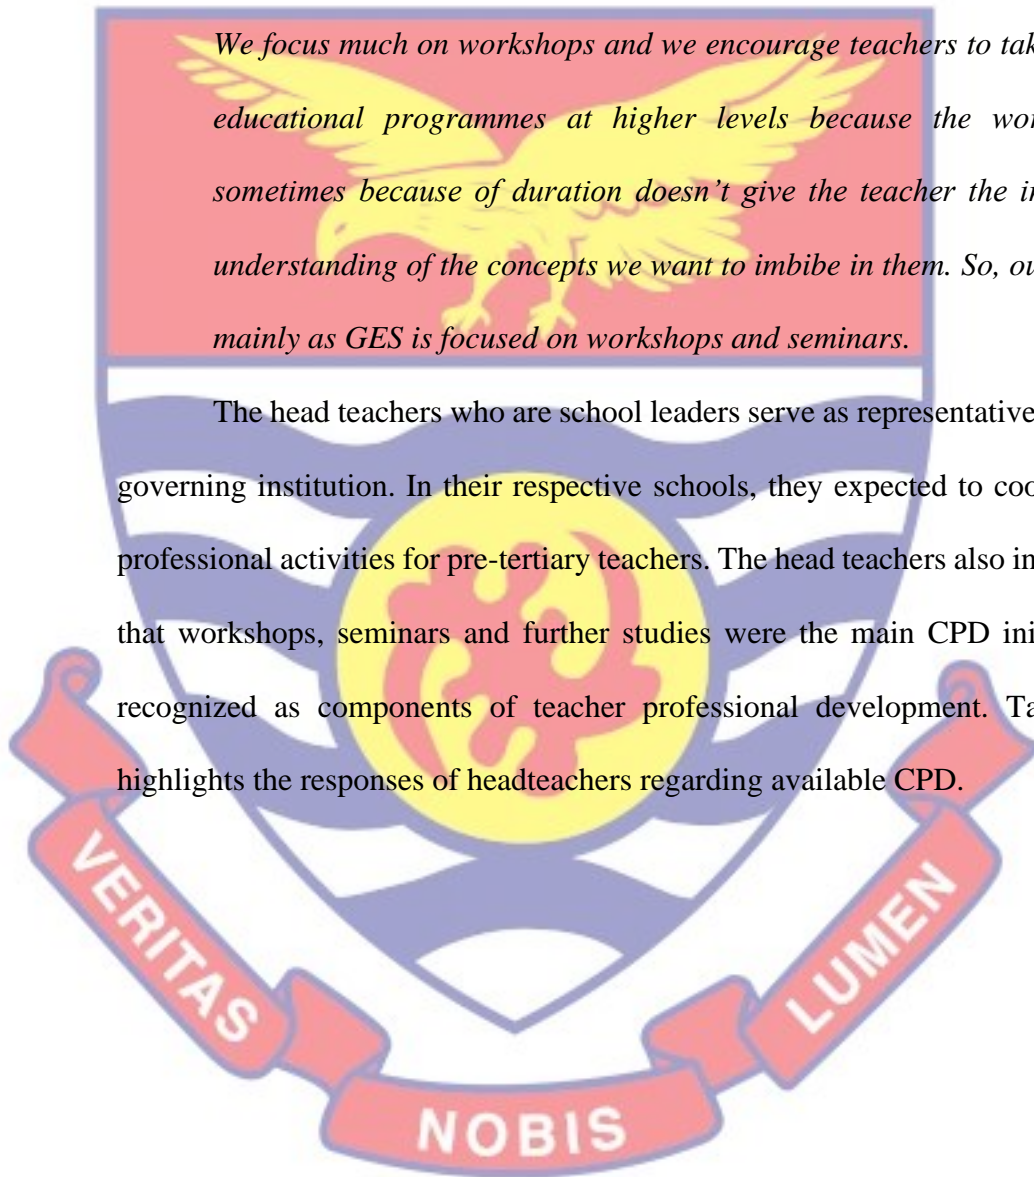 We focus much on workshops and we encourage teachers to tak
educational programmes at higher levels because the wor
sometimes because of duration doesn’t give the teacher the in
understanding of the concepts we want to imbibe in them. So, ou
mainly as GES is focused on workshops and seminars.
The head teachers who are school leaders serve as representative
governing institution. In their respective schools, they expected to coo
professional activities for pre-tertiary teachers. The head teachers also in
that workshops, seminars and further studies were the main CPD ini
recognized as components of teacher professional development. Ta
highlights the responses of headteachers regarding available CPD.
VERITAS
NOBIS
LUMEN